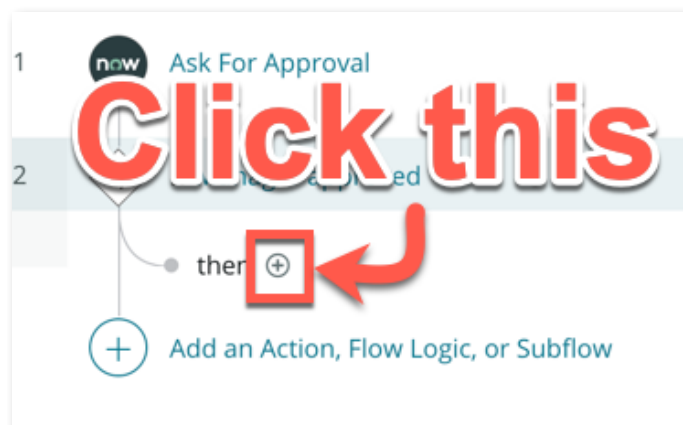 1 now Ask For Approval
Click this
2
then
Add an Action, Flow Logic, or Subflow